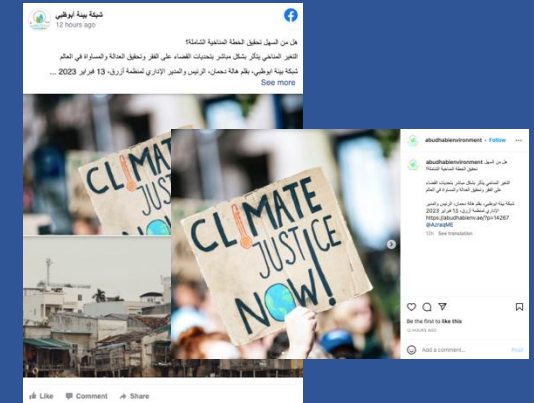 شبكة بيئة أبوظبي
12 hours ago
هل من السهل تحقيق الخطة المناخية الشاملة؟
التغير المناخي يتأثر بشكل مباشر بتحديات القضاء على الفقر وتحقيق العدالة والمساواة في العالم
شبكة بيئة ابوظبي، بقلم هالة دحمان، الرئيس والمدير الإداري لمنظمة أزرق، 13 فبراير 2023 ...
See more
CLIMATE
JUS
NOW
Like
Comment
Share
CLIMATE
JUSTICE
NOW!
abudhabienvironment • Follow
abudhabienvironment هل من السهل
تحقيق الخطة المناخية الشاملة؟
التغير المناخي يتأثر بشكل مباشر بتحديات القضاء
على الفقر وتحقيق العدالة والمساواة في العالم
شبكة بيئة ابوظبي، بقلم هالة دحمان، الرئيس والمدير
الإداري لمنظمة أزرق، 13 فبراير 2023
https://abudhabienv.ae/?p=14267
@AzraqME
12h See translation
Be the first to like this
12 HOURS AGO
Add a comment...
Post